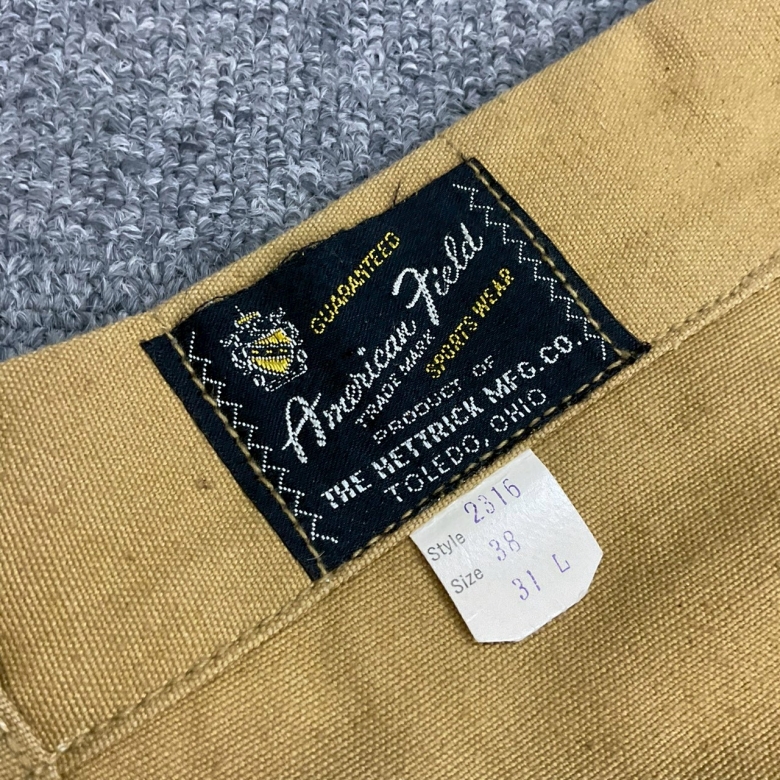 GUARANTEED
American Field
TRADE MARK
SPORTS WEAR
PRODUCT OF
THE HETTRICK MFG. CO.
TOLEDO, OHIO
Style 2316
Size 38
31 L